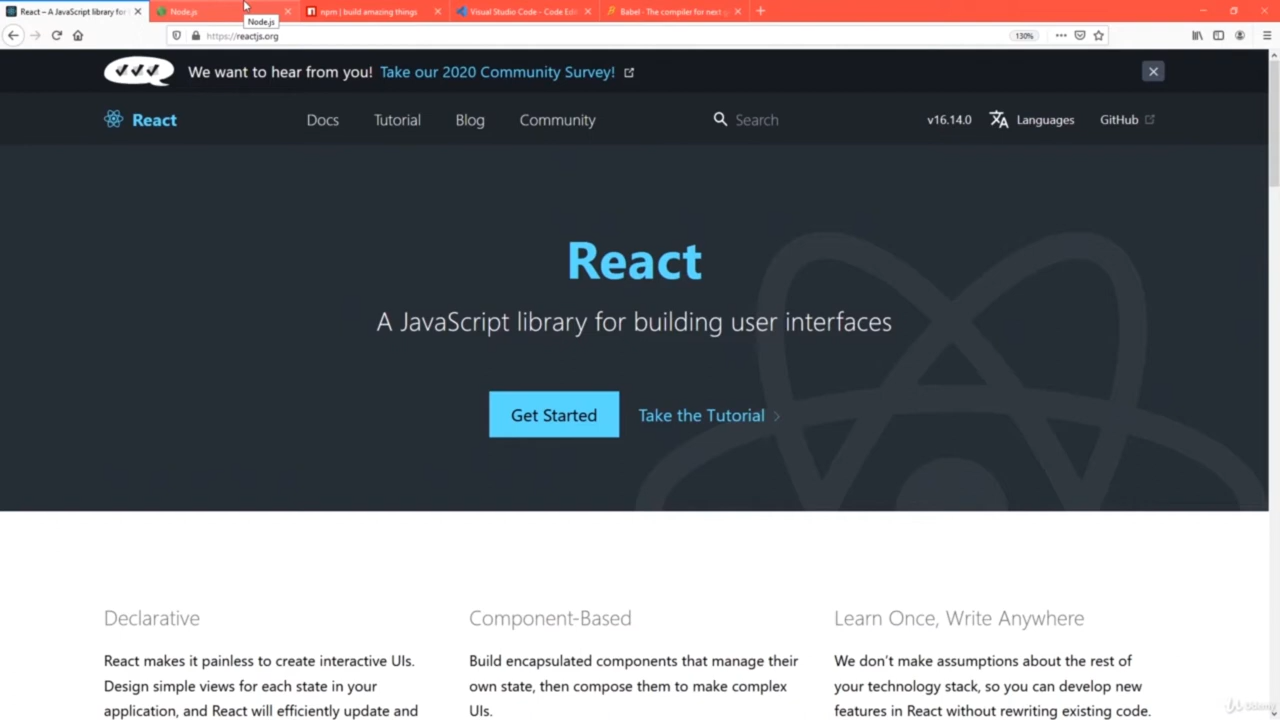 React – A JavaScript library for
Node.js
npm | build amazing things
Visual Studio Code - Code Edi
Babel · The compiler for next g
Node.js
https://reactjs.org
130%
We want to hear from you! Take our 2020 Community Survey!
React
Docs
Tutorial
Blog
Community
Search
v16.14.0
Languages
GitHub
React
A JavaScript library for building user interfaces
Get Started
Take the Tutorial
Declarative
React makes it painless to create interactive UIs.
Design simple views for each state in your
application, and React will efficiently update and
Component-Based
Build encapsulated components that manage their
own state, then compose them to make complex
UIs.
Learn Once, Write Anywhere
We don’t make assumptions about the rest of
your technology stack, so you can develop new
features in React without rewriting existing code.
Udemy